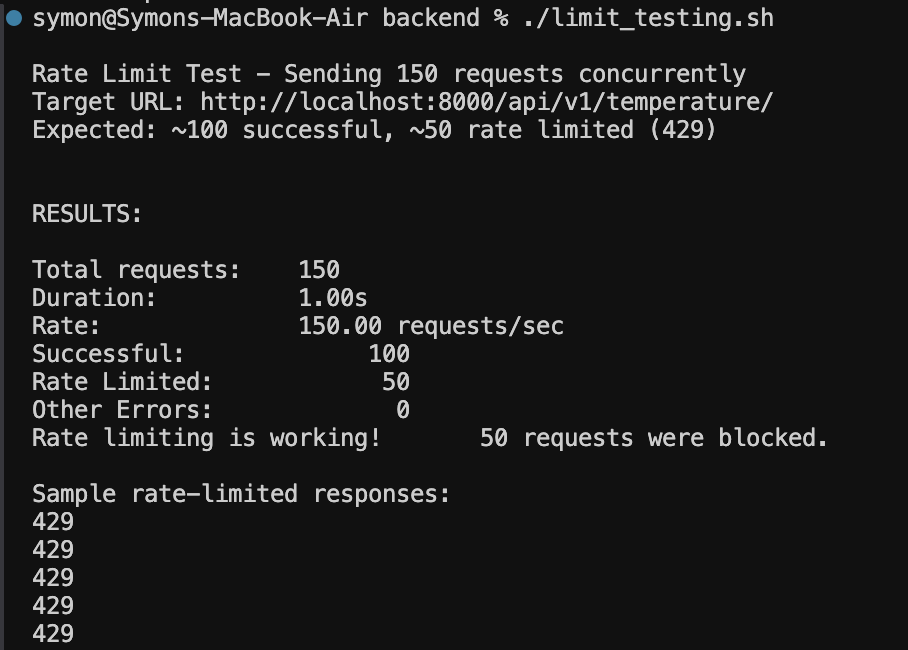 symon@Symons-MacBook-Air backend % ./limit_testing.sh
Rate Limit Test - Sending 150 requests concurrently
Target URL: http://localhost:8000/api/v1/temperature/
Expected: ~100 successful, ~50 rate limited (429)
RESULTS:
Total requests:    150
Duration:          1.00s
Rate:              150.00 requests/sec
Successful:             100
Rate Limited:            50
Other Errors:             0
Rate limiting is working!       50 requests were blocked.
Sample rate-limited responses:
429
429
429
429
429